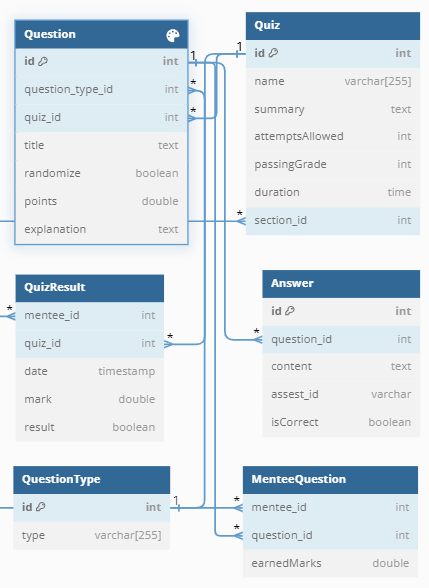 Question
id int
question_type_id int
quiz_id int
title text
randomize boolean
points double
explanation text
1
*
*
Quiz
id int
name varchar[255]
summary text
attemptsAllowed int
passingGrade int
duration time
section_id int
1
*
QuizResult
mentee_id int
quiz_id int
date timestamp
mark double
result boolean
*
*
Answer
id int
question_id int
content text
assest_id varchar
isCorrect boolean
*
QuestionType
id int
type varchar[255]
1
MenteeQuestion
mentee_id int
question_id int
earnedMarks double
*
*